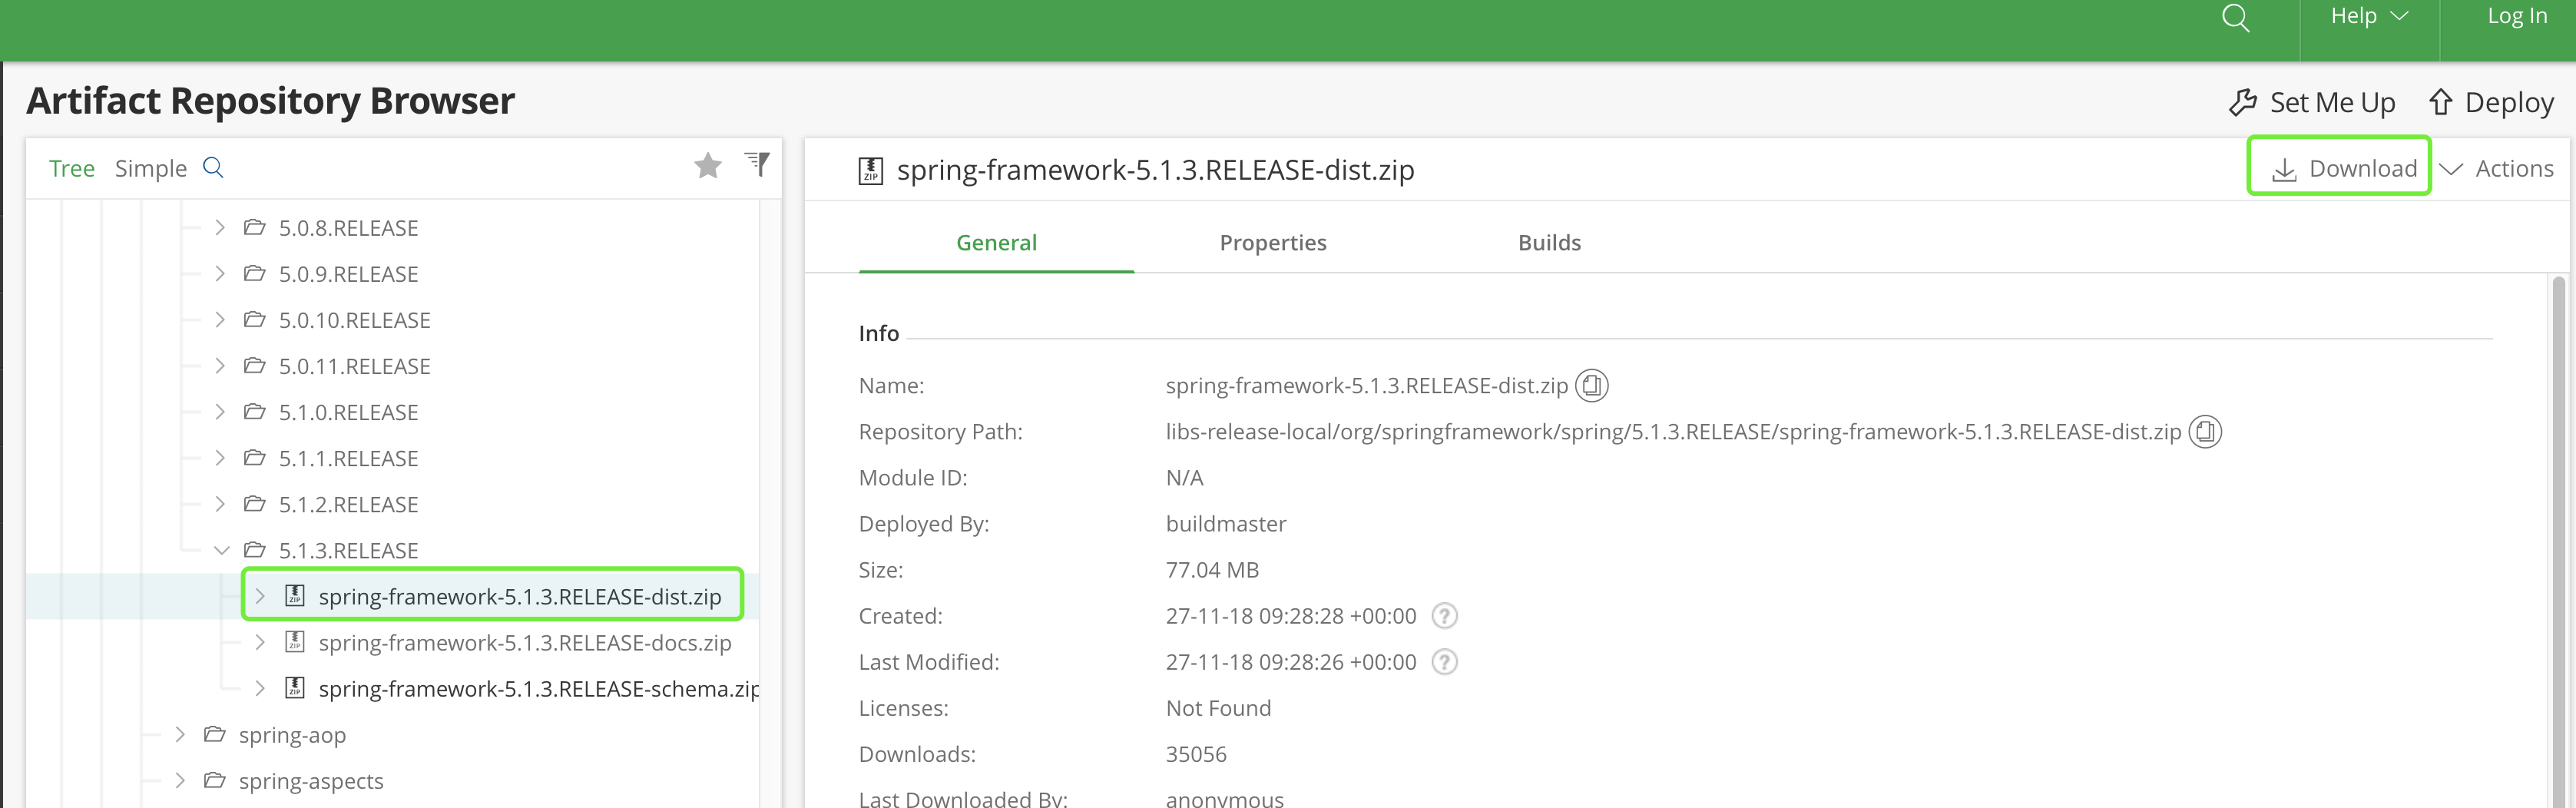 Help
Log In
Artifact Repository Browser
Set Me Up
Deploy
Tree
Simple
5.0.8.RELEASE
5.0.9.RELEASE
5.0.10.RELEASE
5.0.11.RELEASE
5.1.0.RELEASE
5.1.1.RELEASE
5.1.2.RELEASE
5.1.3.RELEASE
ZIP spring-framework-5.1.3.RELEASE-dist.zip
ZIP spring-framework-5.1.3.RELEASE-docs.zip
ZIP spring-framework-5.1.3.RELEASE-schema.zip
spring-aop
spring-aspects
ZIP spring-framework-5.1.3.RELEASE-dist.zip
Download
Actions
General
Properties
Builds
Info
Name: spring-framework-5.1.3.RELEASE-dist.zip
Repository Path: libs-release-local/org/springframework/spring/5.1.3.RELEASE/spring-framework-5.1.3.RELEASE-dist.zip
Module ID: N/A
Deployed By: buildmaster
Size: 77.04 MB
Created: 27-11-18 09:28:28 +00:00 ?
Last Modified: 27-11-18 09:28:26 +00:00 ?
Licenses: Not Found
Downloads: 35056
Last Downloaded By: anonymous